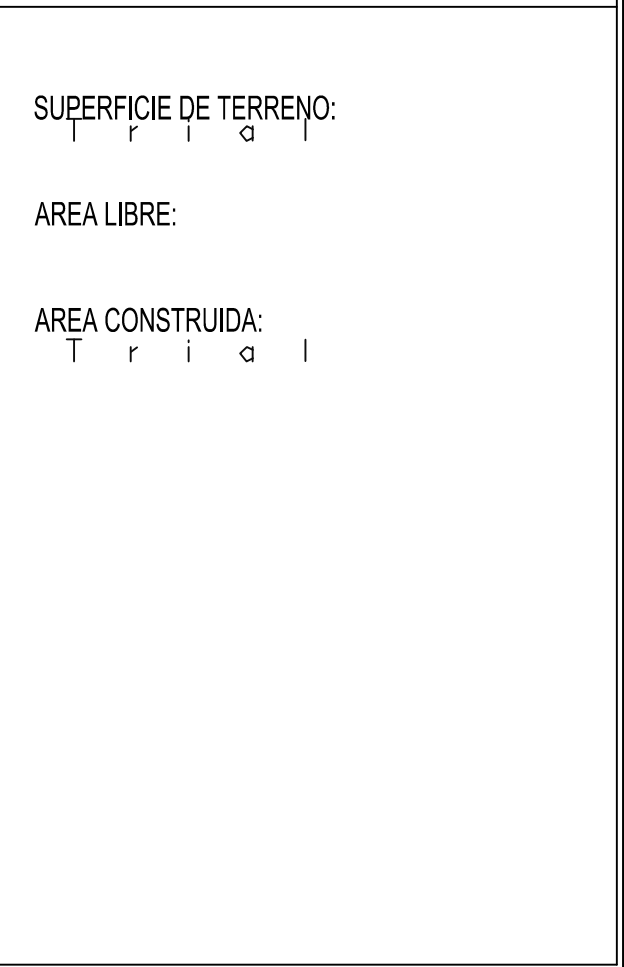 SUPERFICIE DE TERRENO:
T r i a l
AREA LIBRE:
AREA CONSTRUIDA:
T r i a l